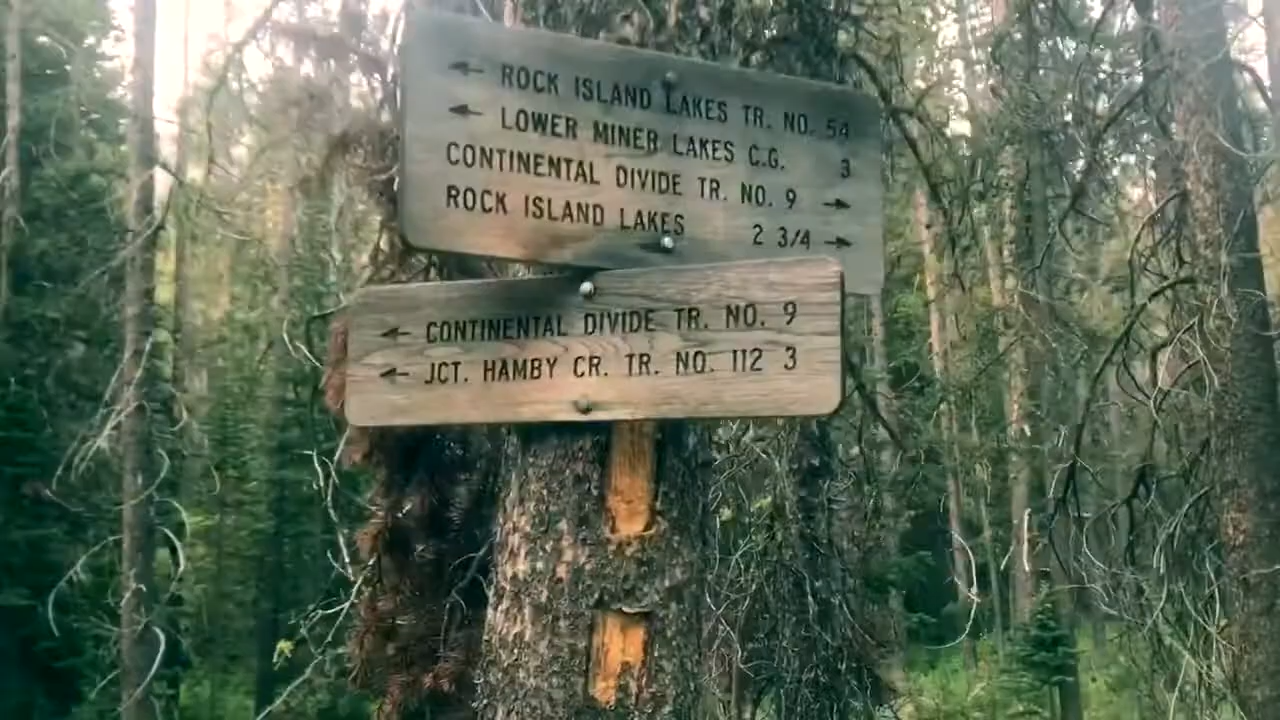 ← ROCK ISLAND LAKES TR. NO. 54
← LOWER MINER LAKES C.G. 3
CONTINENTAL DIVIDE TR. NO. 9 →
ROCK ISLAND LAKES 2 3/4 →
← CONTINENTAL DIVIDE TR. NO. 9
← JCT. HAMBY CR. TR. NO. 112 3